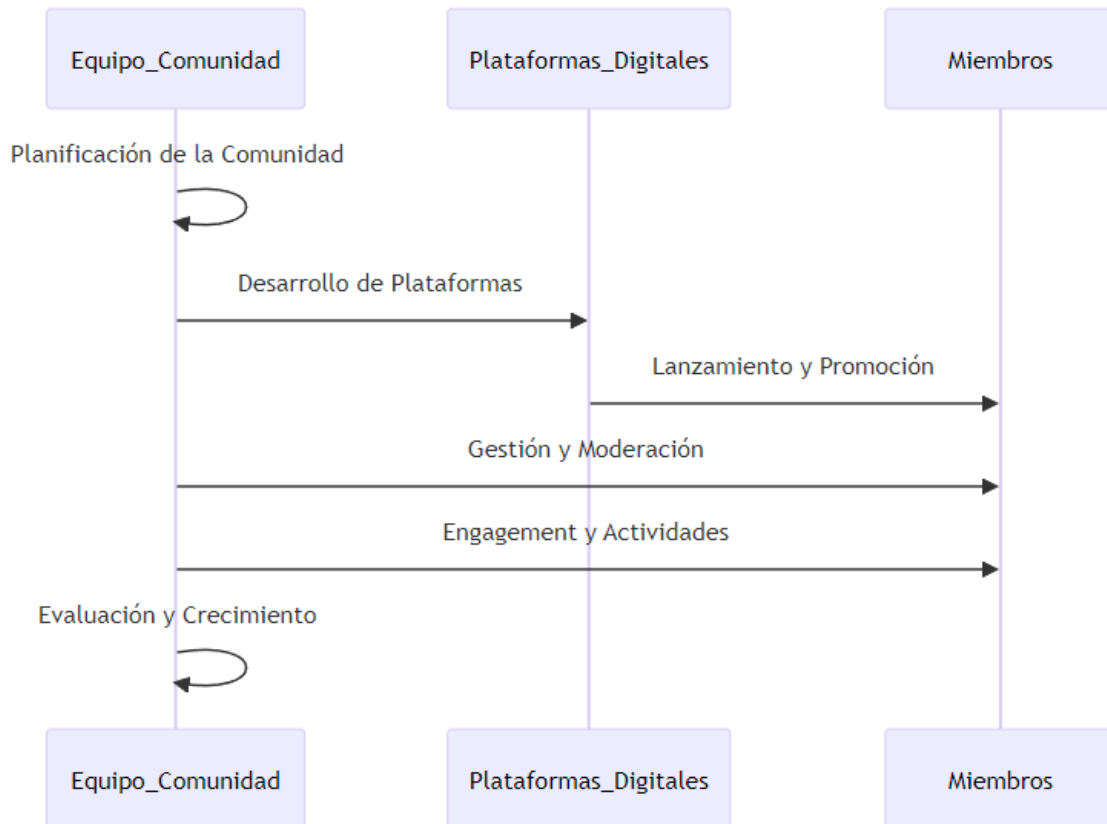 Equipo_Comunidad
Plataformas_Digitales
Miembros
Planificación de la Comunidad
Desarrollo de Plataformas
Lanzamiento y Promoción
Gestión y Moderación
Engagement y Actividades
Evaluación y Crecimiento
Equipo_Comunidad
Plataformas_Digitales
Miembros